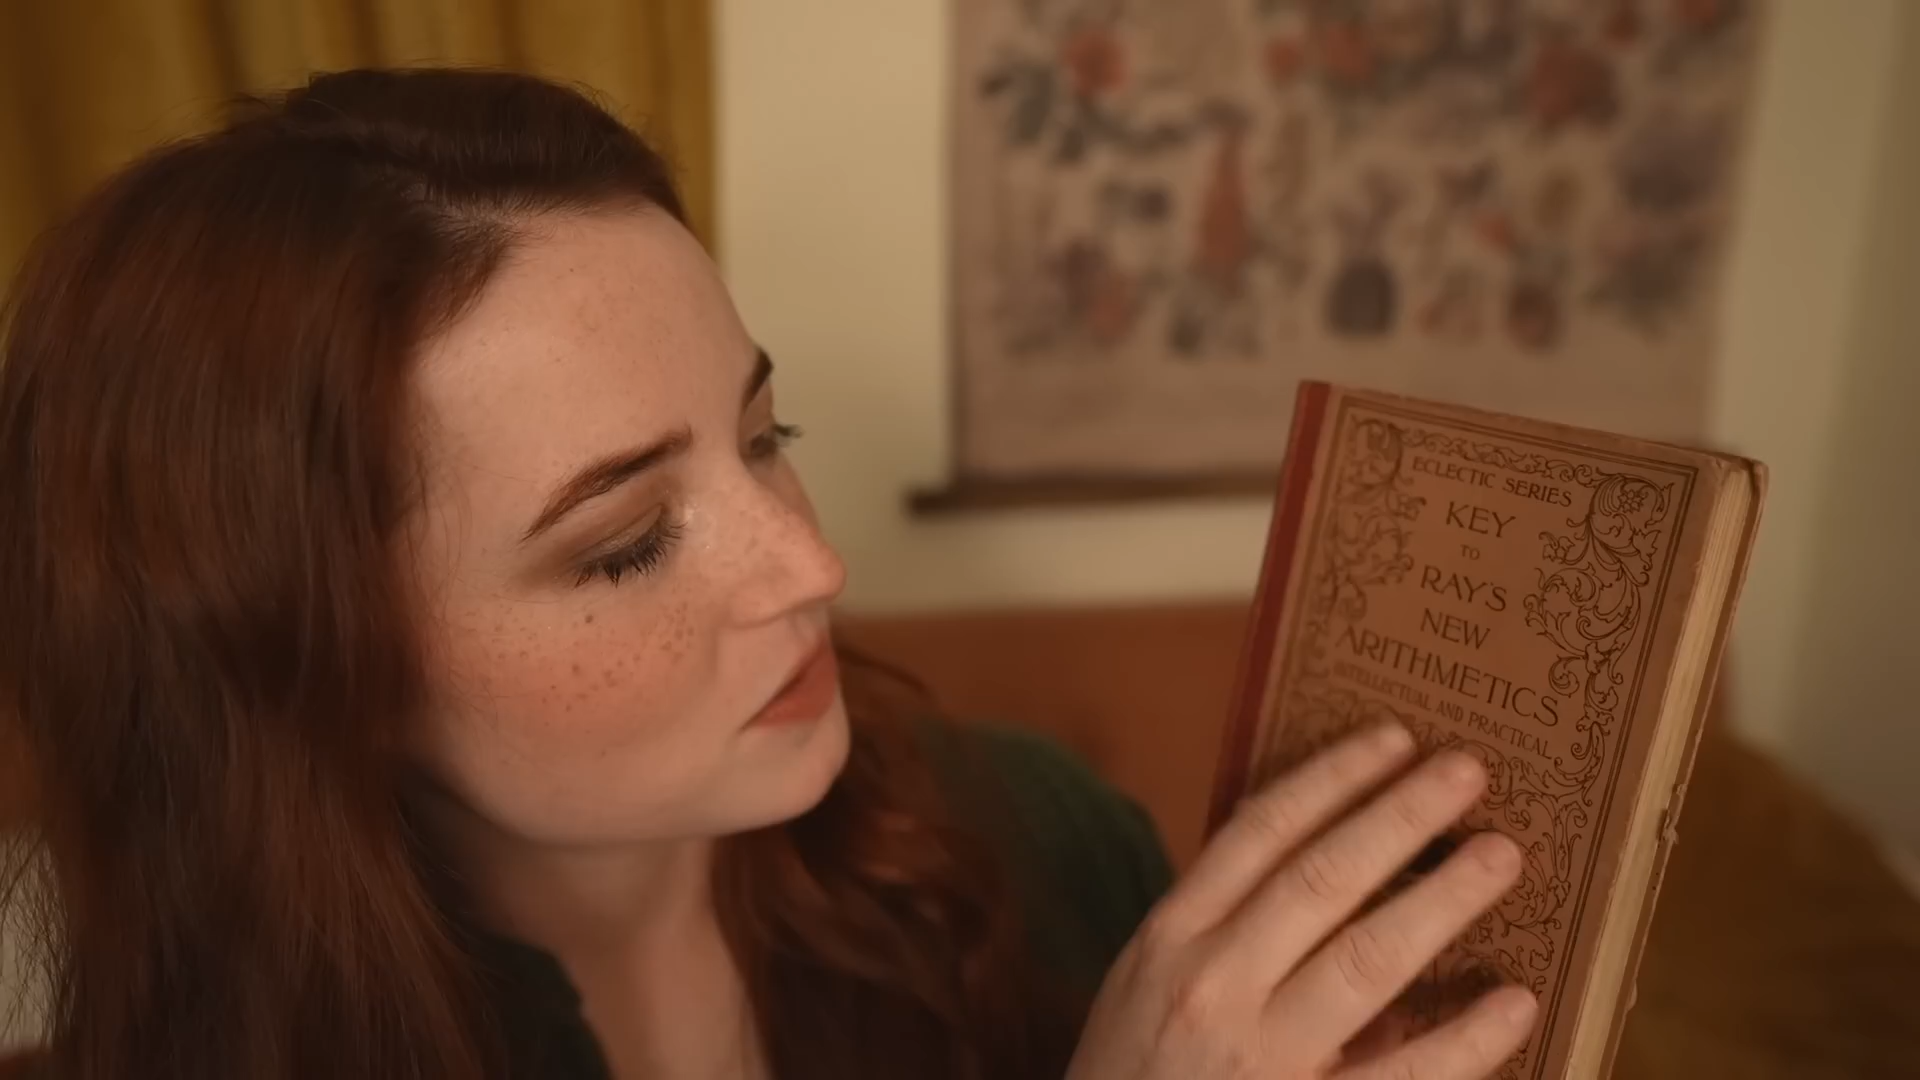 ECLECTIC SERIES
KEY
TO
RAY'S
NEW
ARITHMETICS
INTELLECTUAL AND PRACTICAL